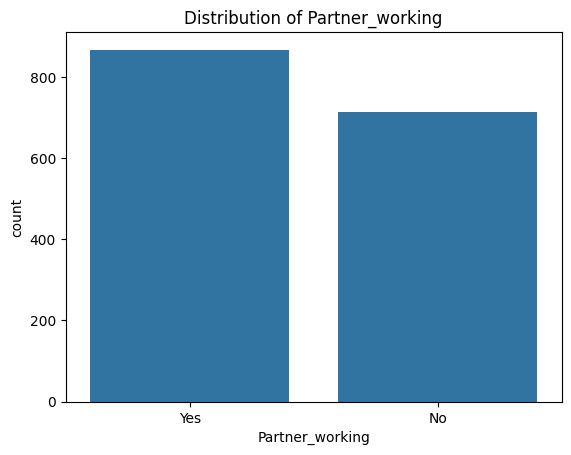 Distribution of Partner_working
800
600
400
200
0
count
Yes
No
Partner_working